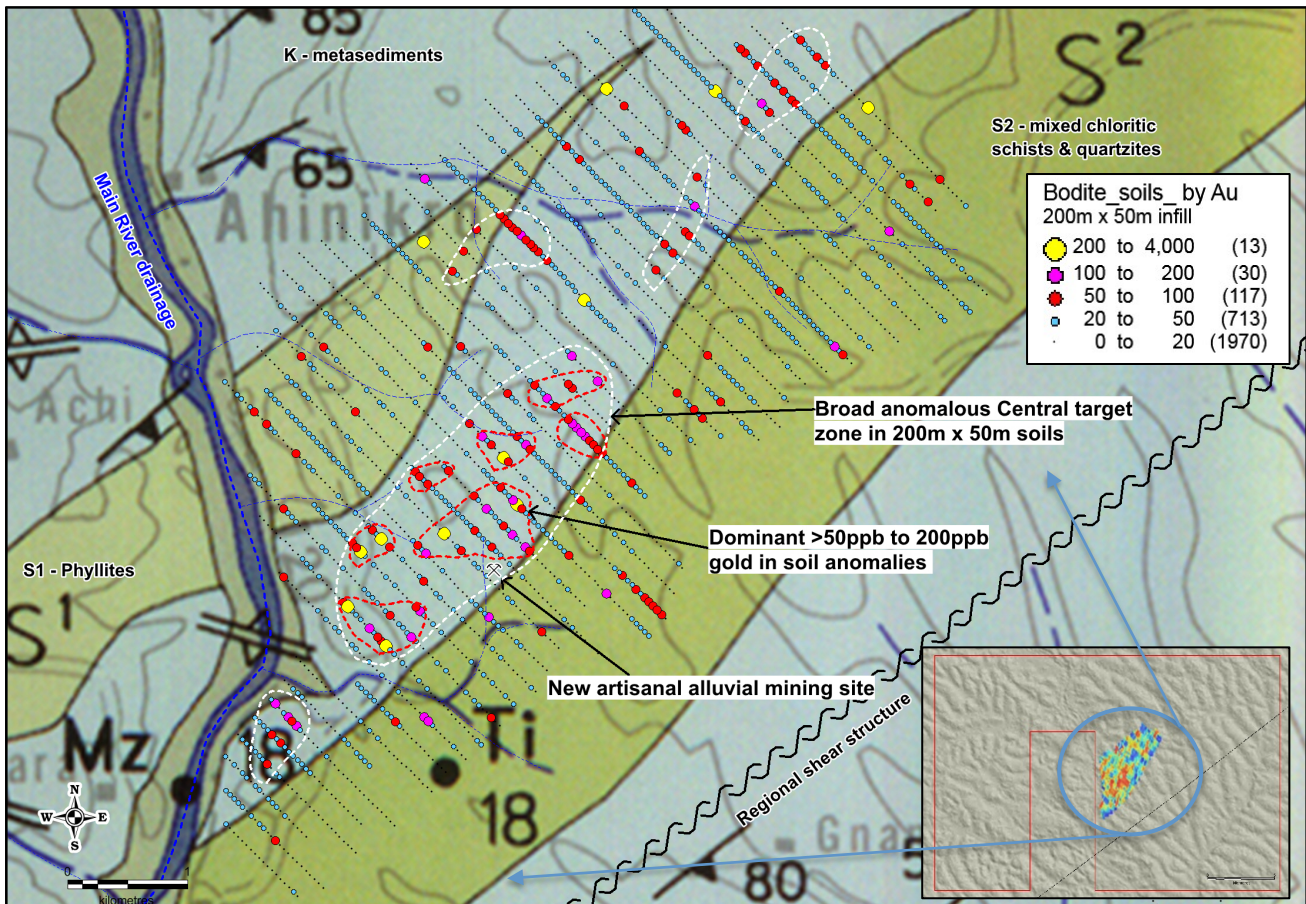 85
K - metasediments
S²
S2 - mixed chloritic
schists & quartzites
65
Main River drainage
Bodite_soils_ by Au
200m x 50m infill
200 to 4,000 (13)
100 to 200 (30)
50 to 100 (117)
20 to 50 (713)
0 to 20 (1970)
Achi
Broad anomalous Central target
zone in 200m x 50m soils
Dominant >50ppb to 200ppb
gold in soil anomalies
S1 - Phyllites
S¹
New artisanal alluvial mining site
Regional shear structure
Mz
18
Ti
18
N
W E
S
0 1
kilometres
80